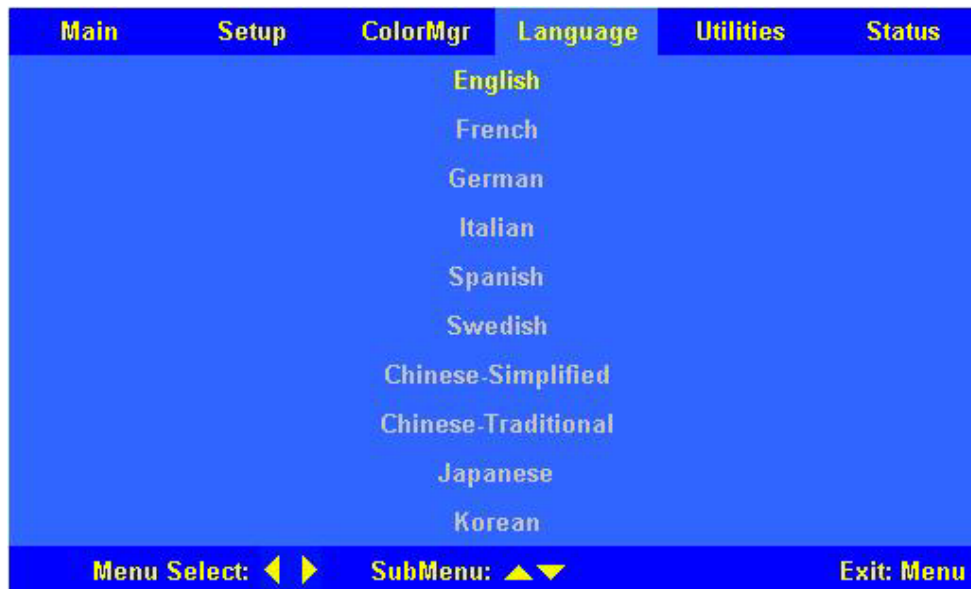 Main Setup ColorMgr Language Utilities Status
English
French
German
Italian
Spanish
Swedish
Chinese-Simplified
Chinese-Traditional
Japanese
Korean
Menu Select: SubMenu: Exit: Menu